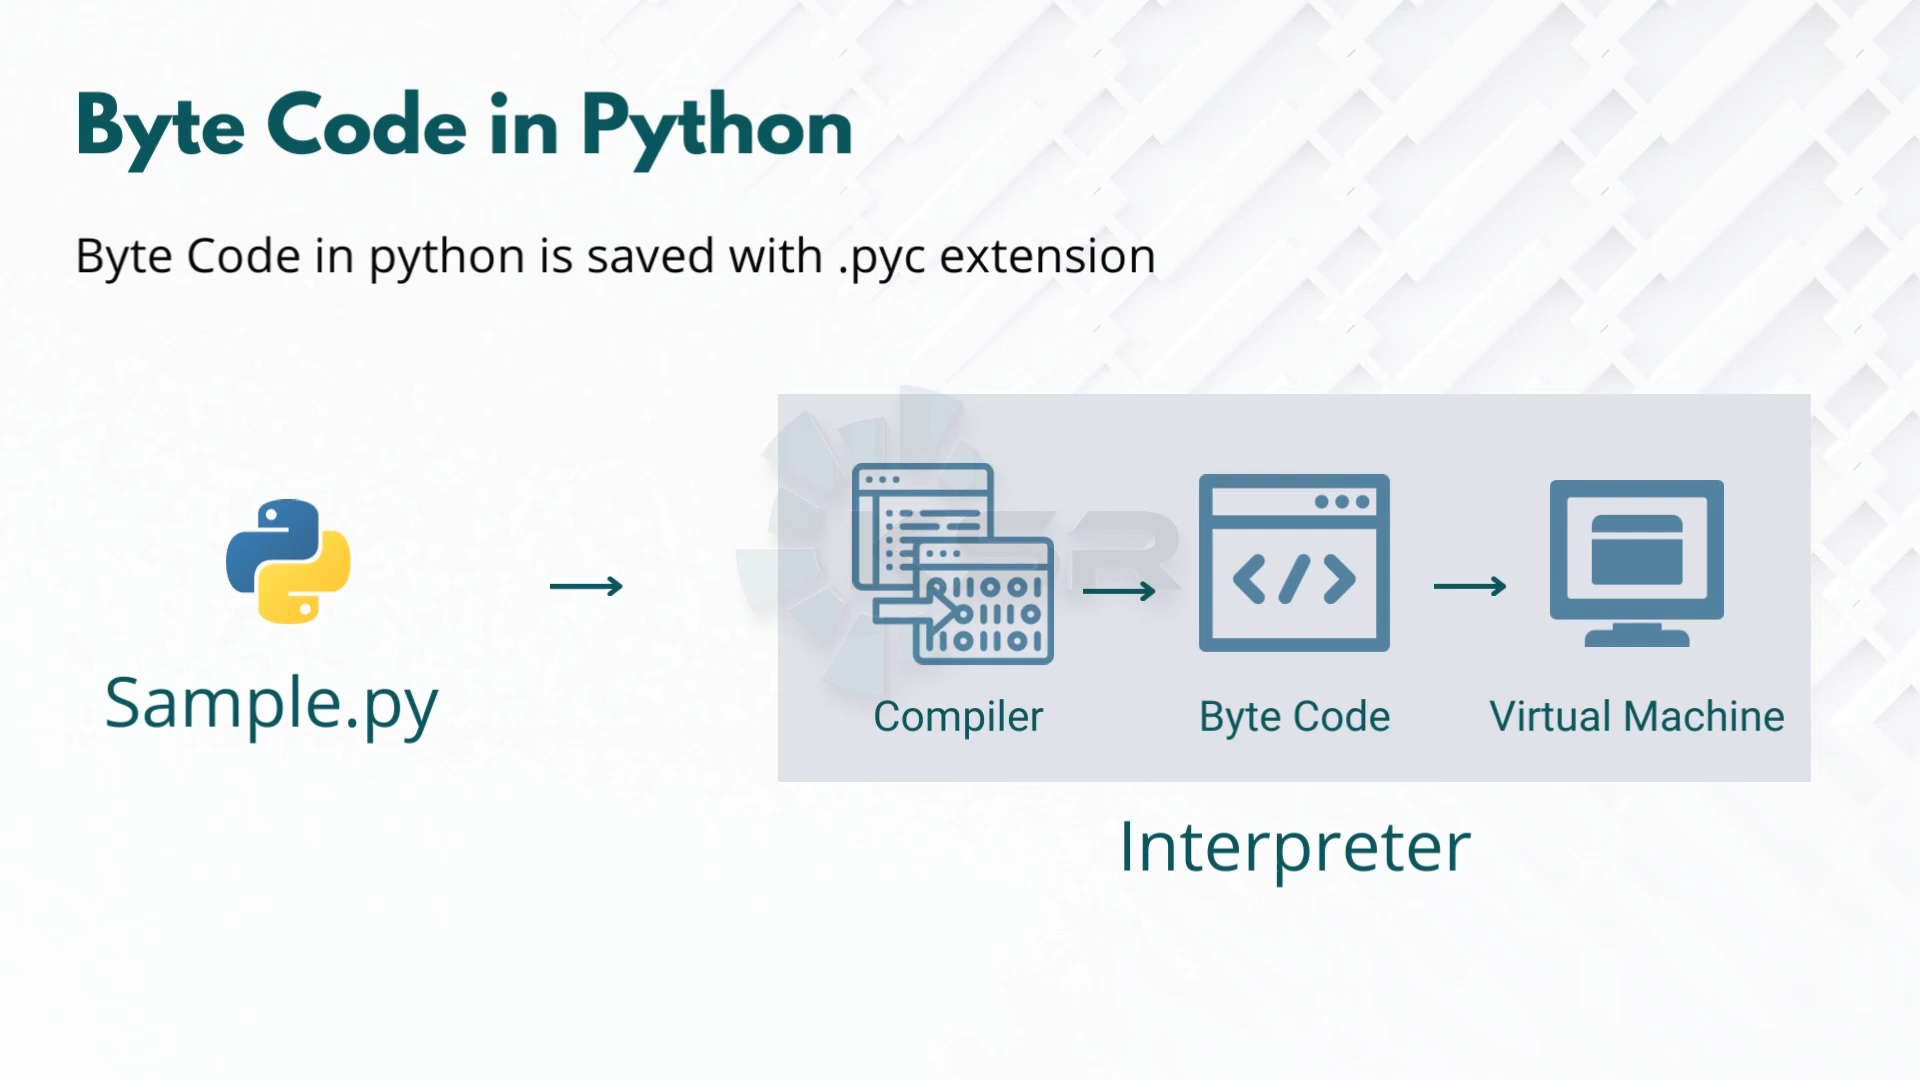 Byte Code in Python
Byte Code in python is saved with .pyc extension
Sample.py
Compiler
Byte Code
Virtual Machine
Interpreter